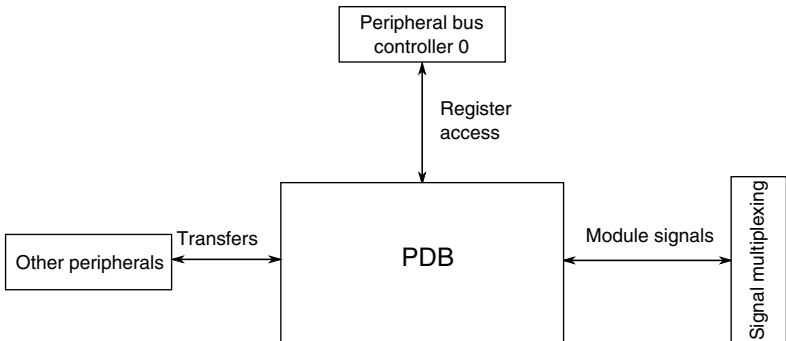 Peripheral bus
controller 0
Register
access
Transfers
Other peripherals
PDB
Module signals
Signal multiplexing